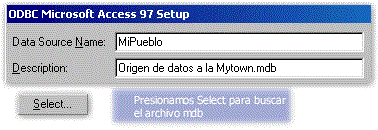 ODBC Microsoft Access 97 Setup
Data Source Name: MiPueblo
Description: Origen de datos a la Mytown.mdb
Select... Presionamos Select para buscar
el archivo mdb